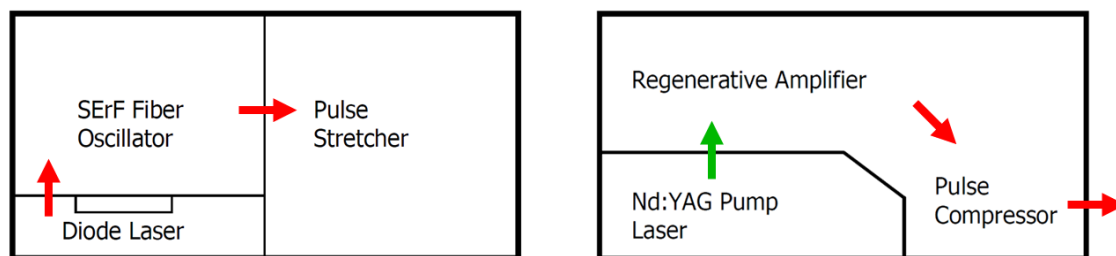 SErF Fiber
Oscillator
Pulse
Stretcher
Diode Laser
Regenerative Amplifier
Nd:YAG Pump
Laser
Pulse
Compressor